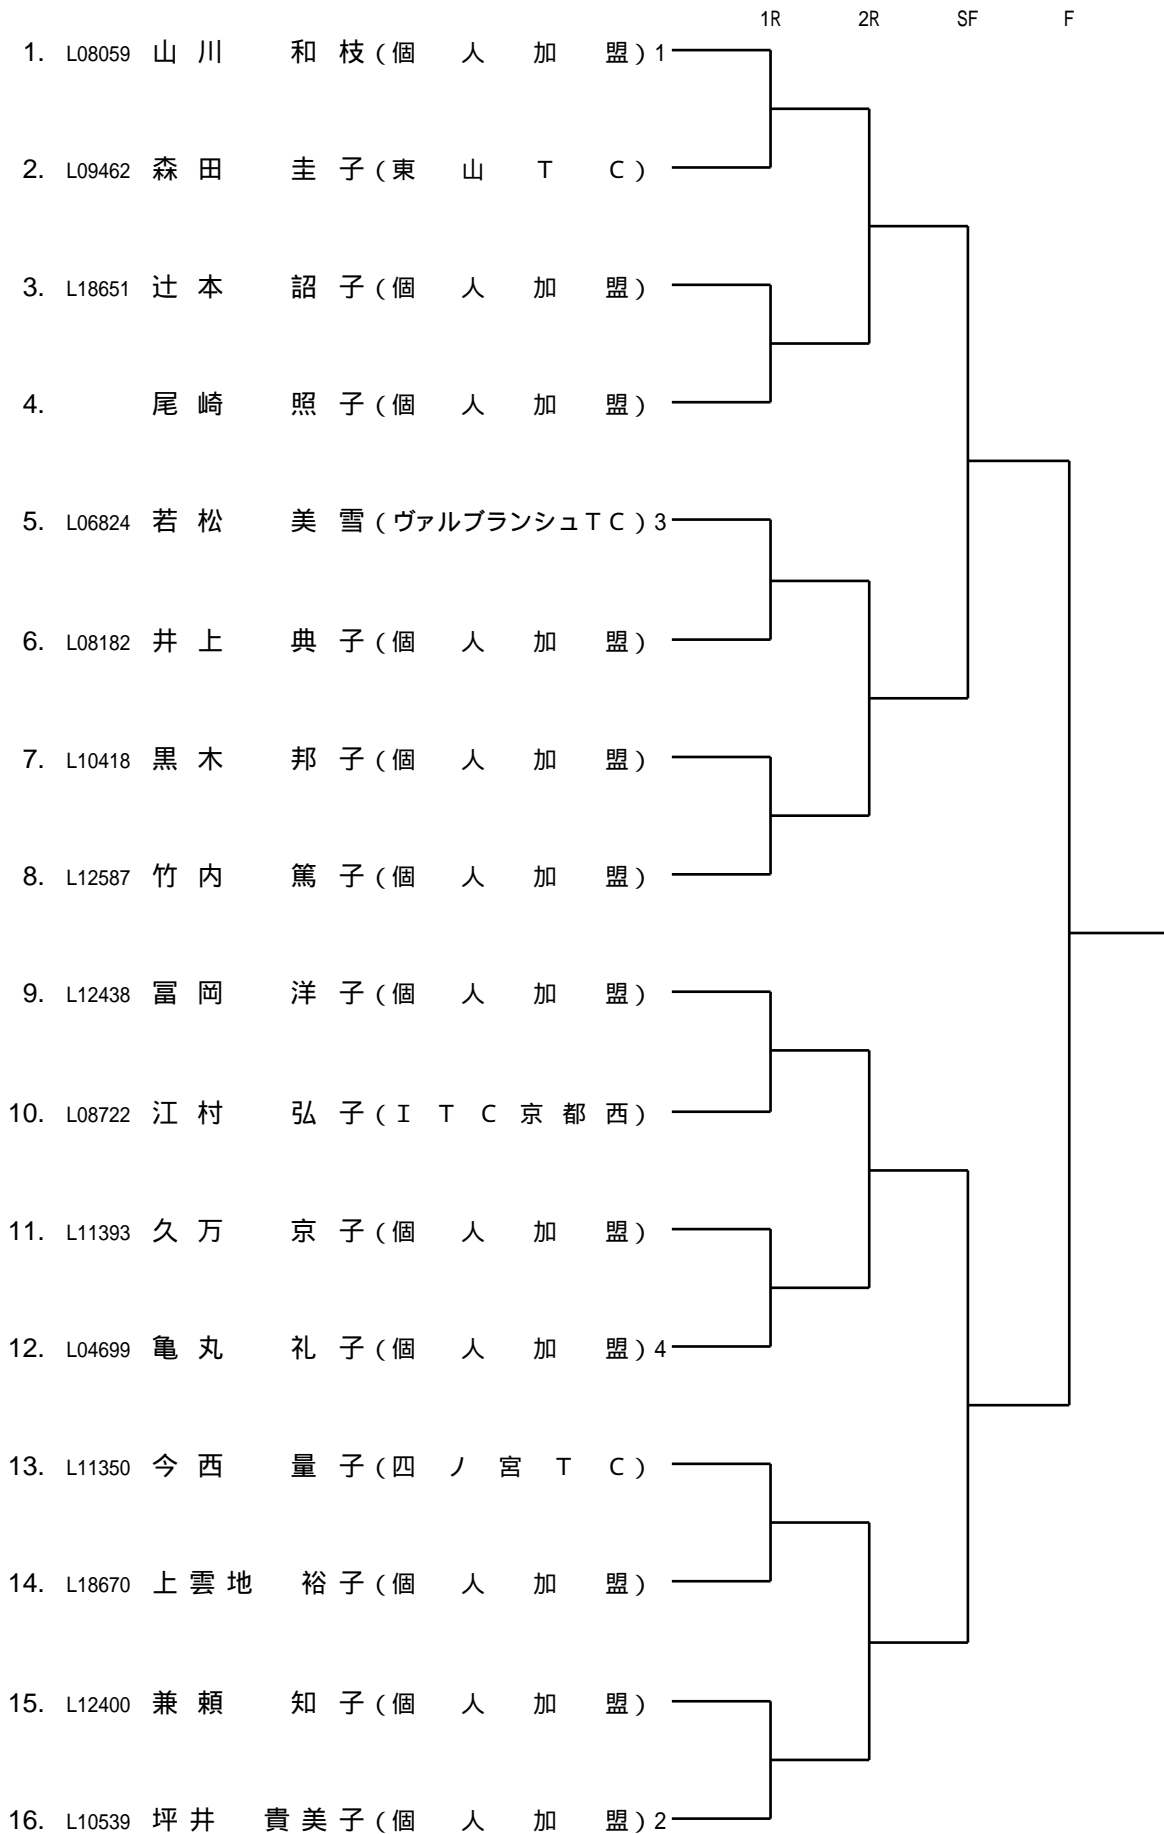 1R 2R SF F
1. L08059 山川 和枝(個人加盟)1
2. L09462 森田 圭子(東山TC)
3. L18651 辻本 詔子(個人加盟)
4. 尾崎 照子(個人加盟)
5. L06824 若松 美雪(ヴァルブランシュTC)3
6. L08182 井上 典子(個人加盟)
7. L10418 黒木 邦子(個人加盟)
8. L12587 竹内 篤子(個人加盟)
9. L12438 冨岡 洋子(個人加盟)
10. L08722 江村 弘子(ITC京都西)
11. L11393 久万 京子(個人加盟)
12. L04699 亀丸 礼子(個人加盟)4
13. L11350 今西 量子(四ノ宮TC)
14. L18670 上雲地 裕子(個人加盟)
15. L12400 兼頼 知子(個人加盟)
16. L10539 坪井 貴美子(個人加盟)2